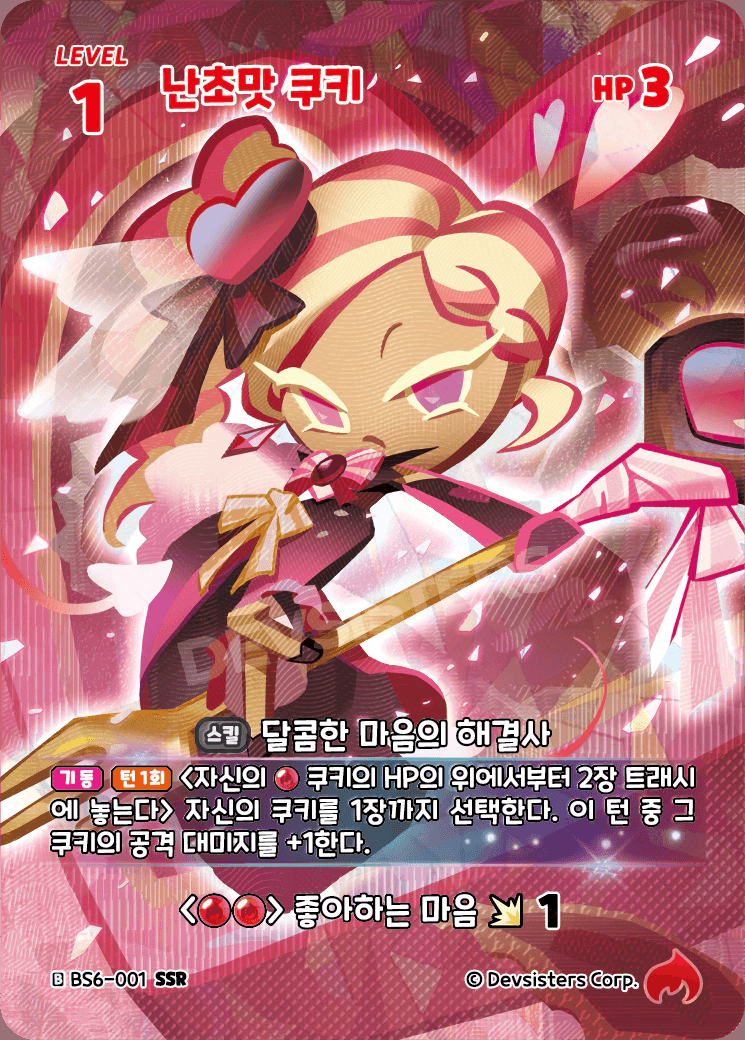 LEVEL
1
난초맛 쿠키
HP 3
DEVSISTERS
스킬 달콤한 마음의 해결사
기동 턴 1회 <자신의 쿠키의 HP의 위에서부터 2장 트래시
에 놓는다> 자신의 쿠키를 1장까지 선택한다. 이 턴 중 그
쿠키의 공격 대미지를 +1한다.
< > 좋아하는 마음 1
B BS6-001 SSR
© Devsisters Corp.